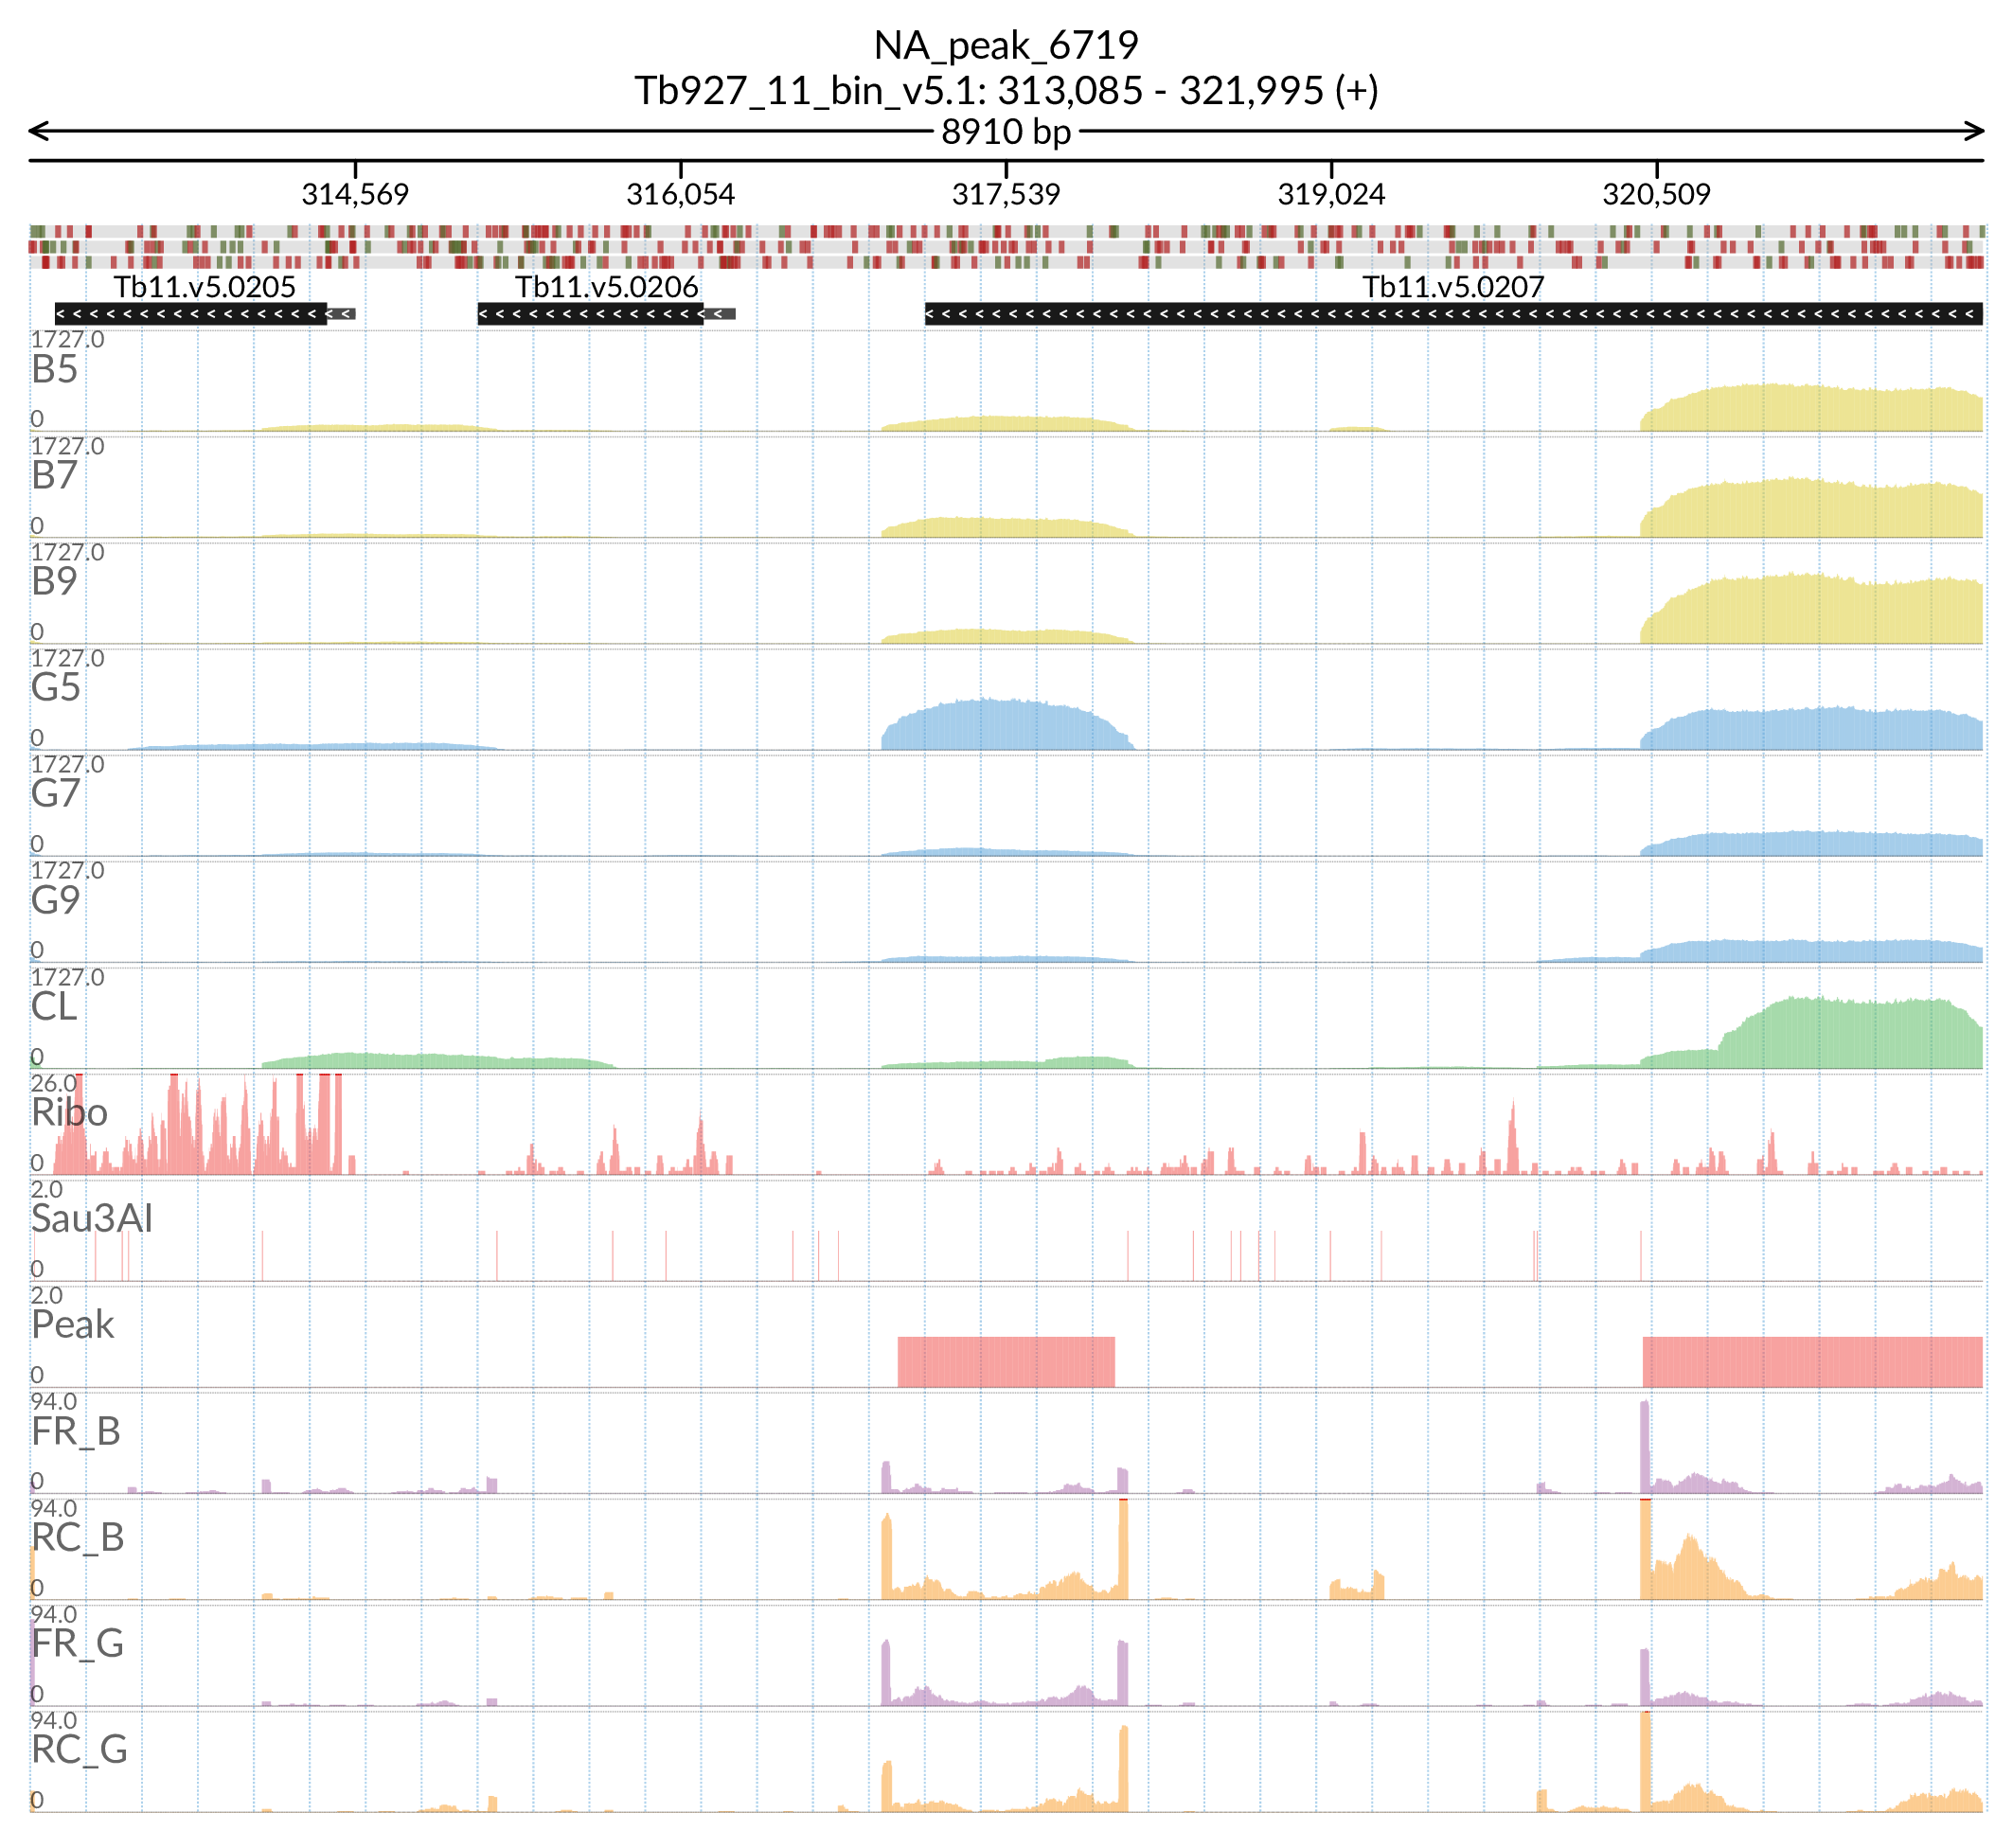 NA_peak_6719
Tb927_11_bin_v5.1: 313,085 - 321,995 (+)
8910 bp
314,569 316,054 317,539 319,024 320,509
Tb11.v5.0205 Tb11.v5.0206 Tb11.v5.0207
1727.0
B5
0
1727.0
B7
0
1727.0
B9
0
1727.0
G5
0
1727.0
G7
0
1727.0
G9
0
1727.0
CL
0
26.0
Ribo
0
2.0
Sau3AI
0
2.0
Peak
0
94.0
FR_B
0
94.0
RC_B
0
94.0
FR_G
0
94.0
RC_G
0